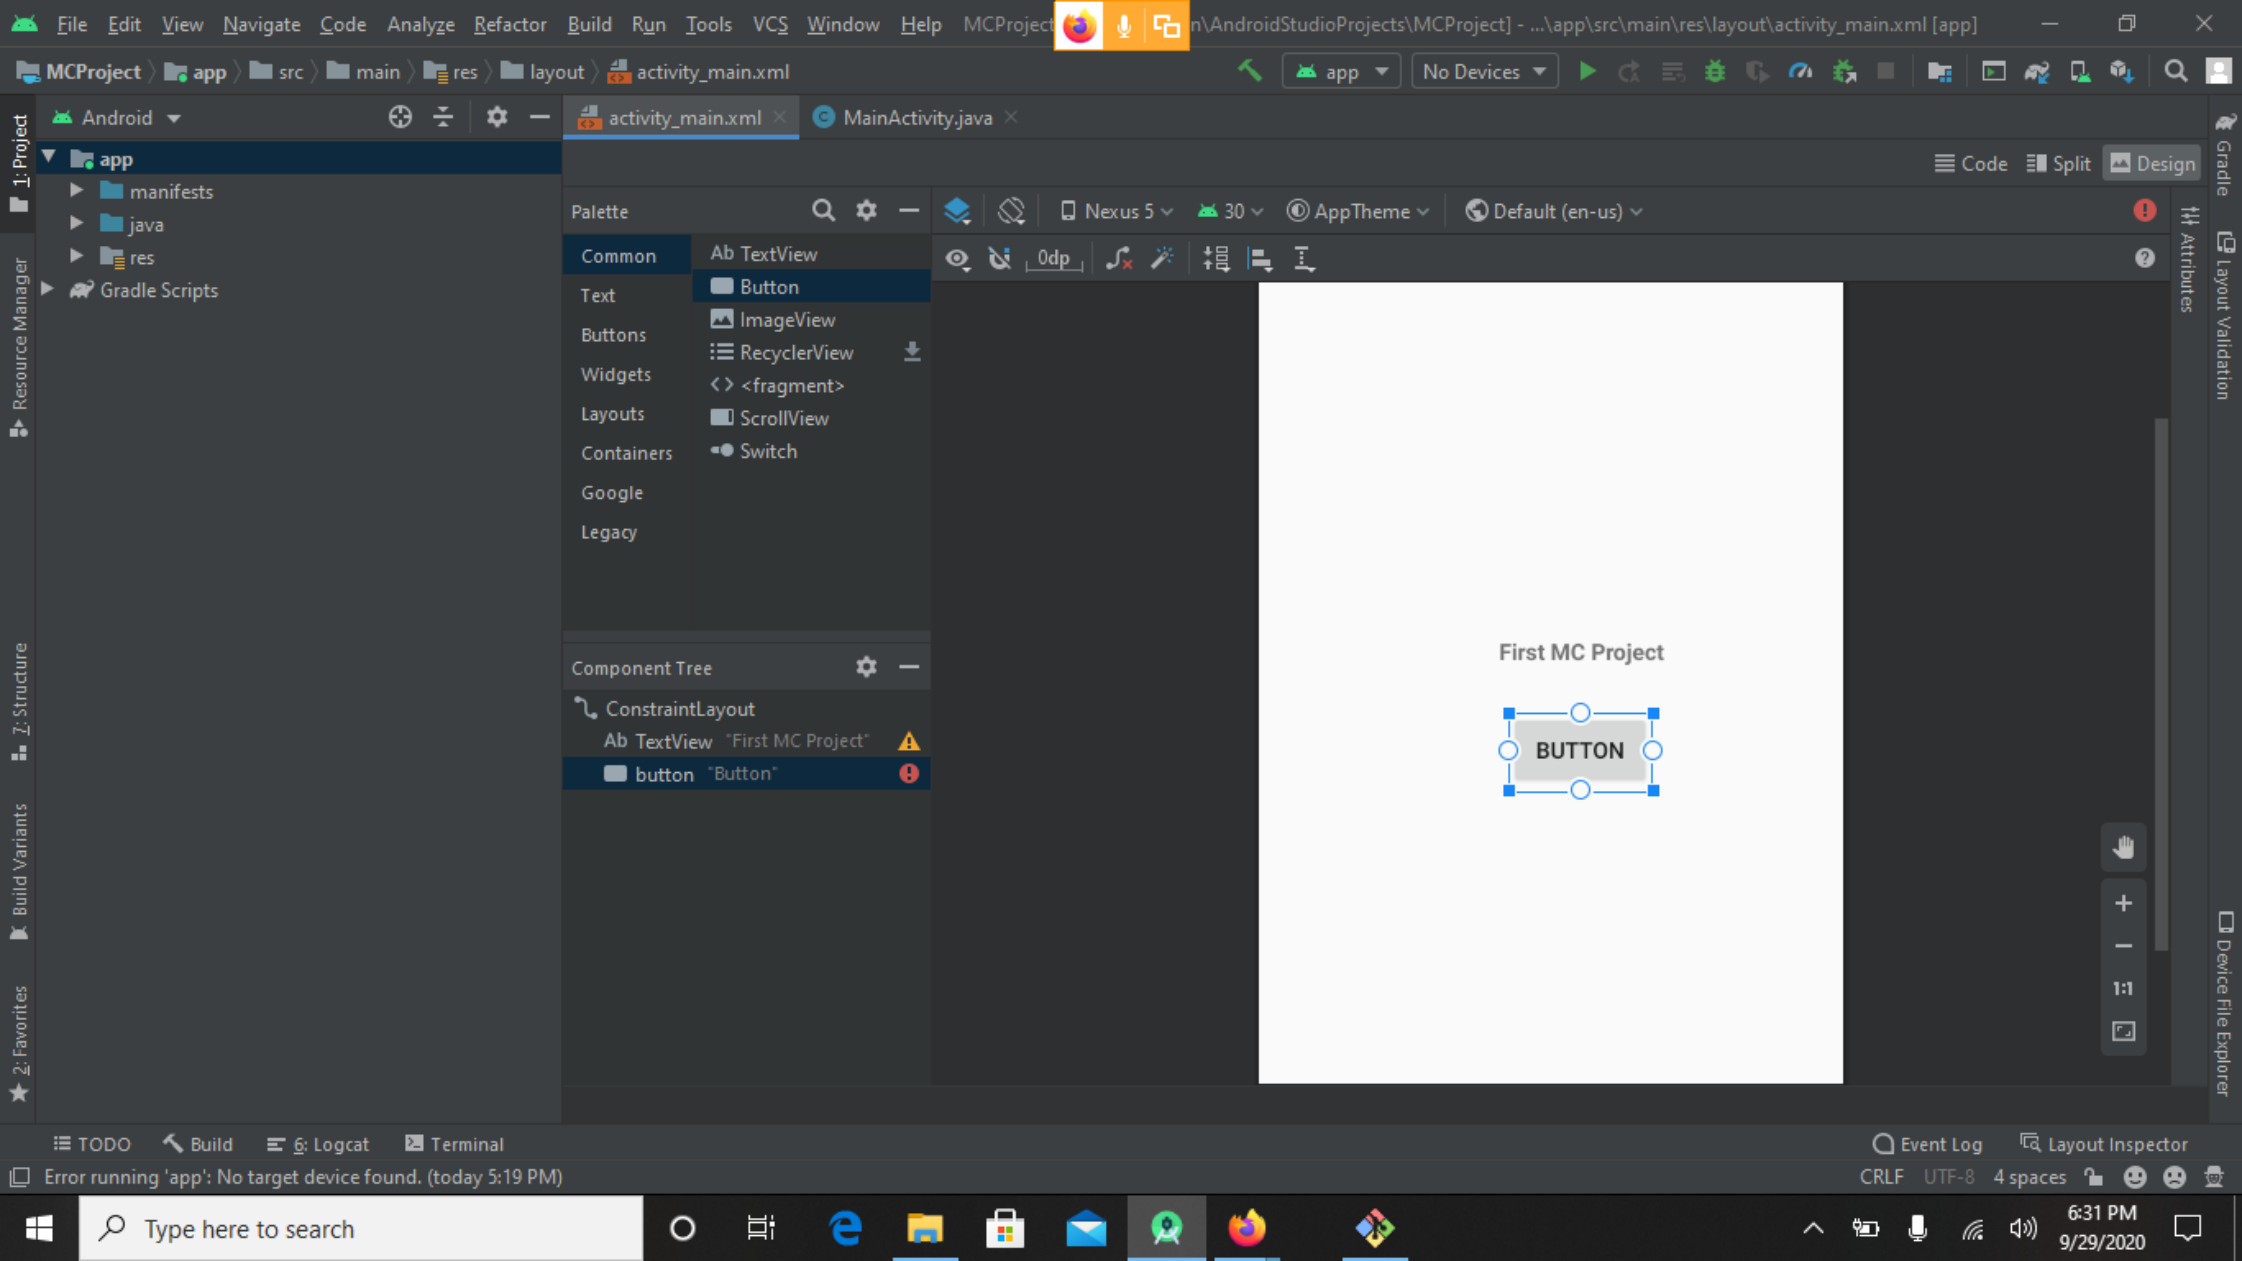 File Edit View Navigate Code Analyze Refactor Build Run Tools VCS Window Help MCProject n\AndroidStudioProjects\MCProject] - ...\app\src\main\res\layout\activity_main.xml [app]
MCProject app src main res layout activity_main.xml app No Devices
1: Project
Android
activity_main.xml MainActivity.java
app
manifests
java
res
Gradle Scripts
Code Split Design
Palette
Nexus 5 30 AppTheme Default (en-us)
0dp
Common
Text
Buttons
Widgets
Layouts
Containers
Google
Legacy
Ab TextView
Button
ImageView
RecyclerView
<> <fragment>
ScrollView
Switch
Component Tree
ConstraintLayout
Ab TextView "First MC Project"
button "Button"
First MC Project
BUTTON
1:1
Resource Manager
7: Structure
Build Variants
2: Favorites
Gradle
Attributes
Layout Validation
Device File Explorer
TODO Build 6: Logcat Terminal Event Log Layout Inspector
Error running 'app': No target device found. (today 5:19 PM) CRLF UTF-8 4 spaces
Type here to search
6:31 PM
9/29/2020